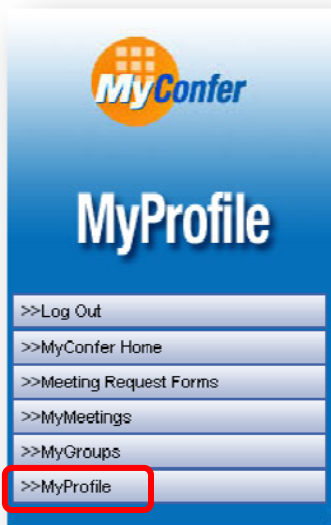 MyConfer
MyProfile
>>Log Out
>>MyConfer Home
>>Meeting Request Forms
>>MyMeetings
>>MyGroups
>>MyProfile